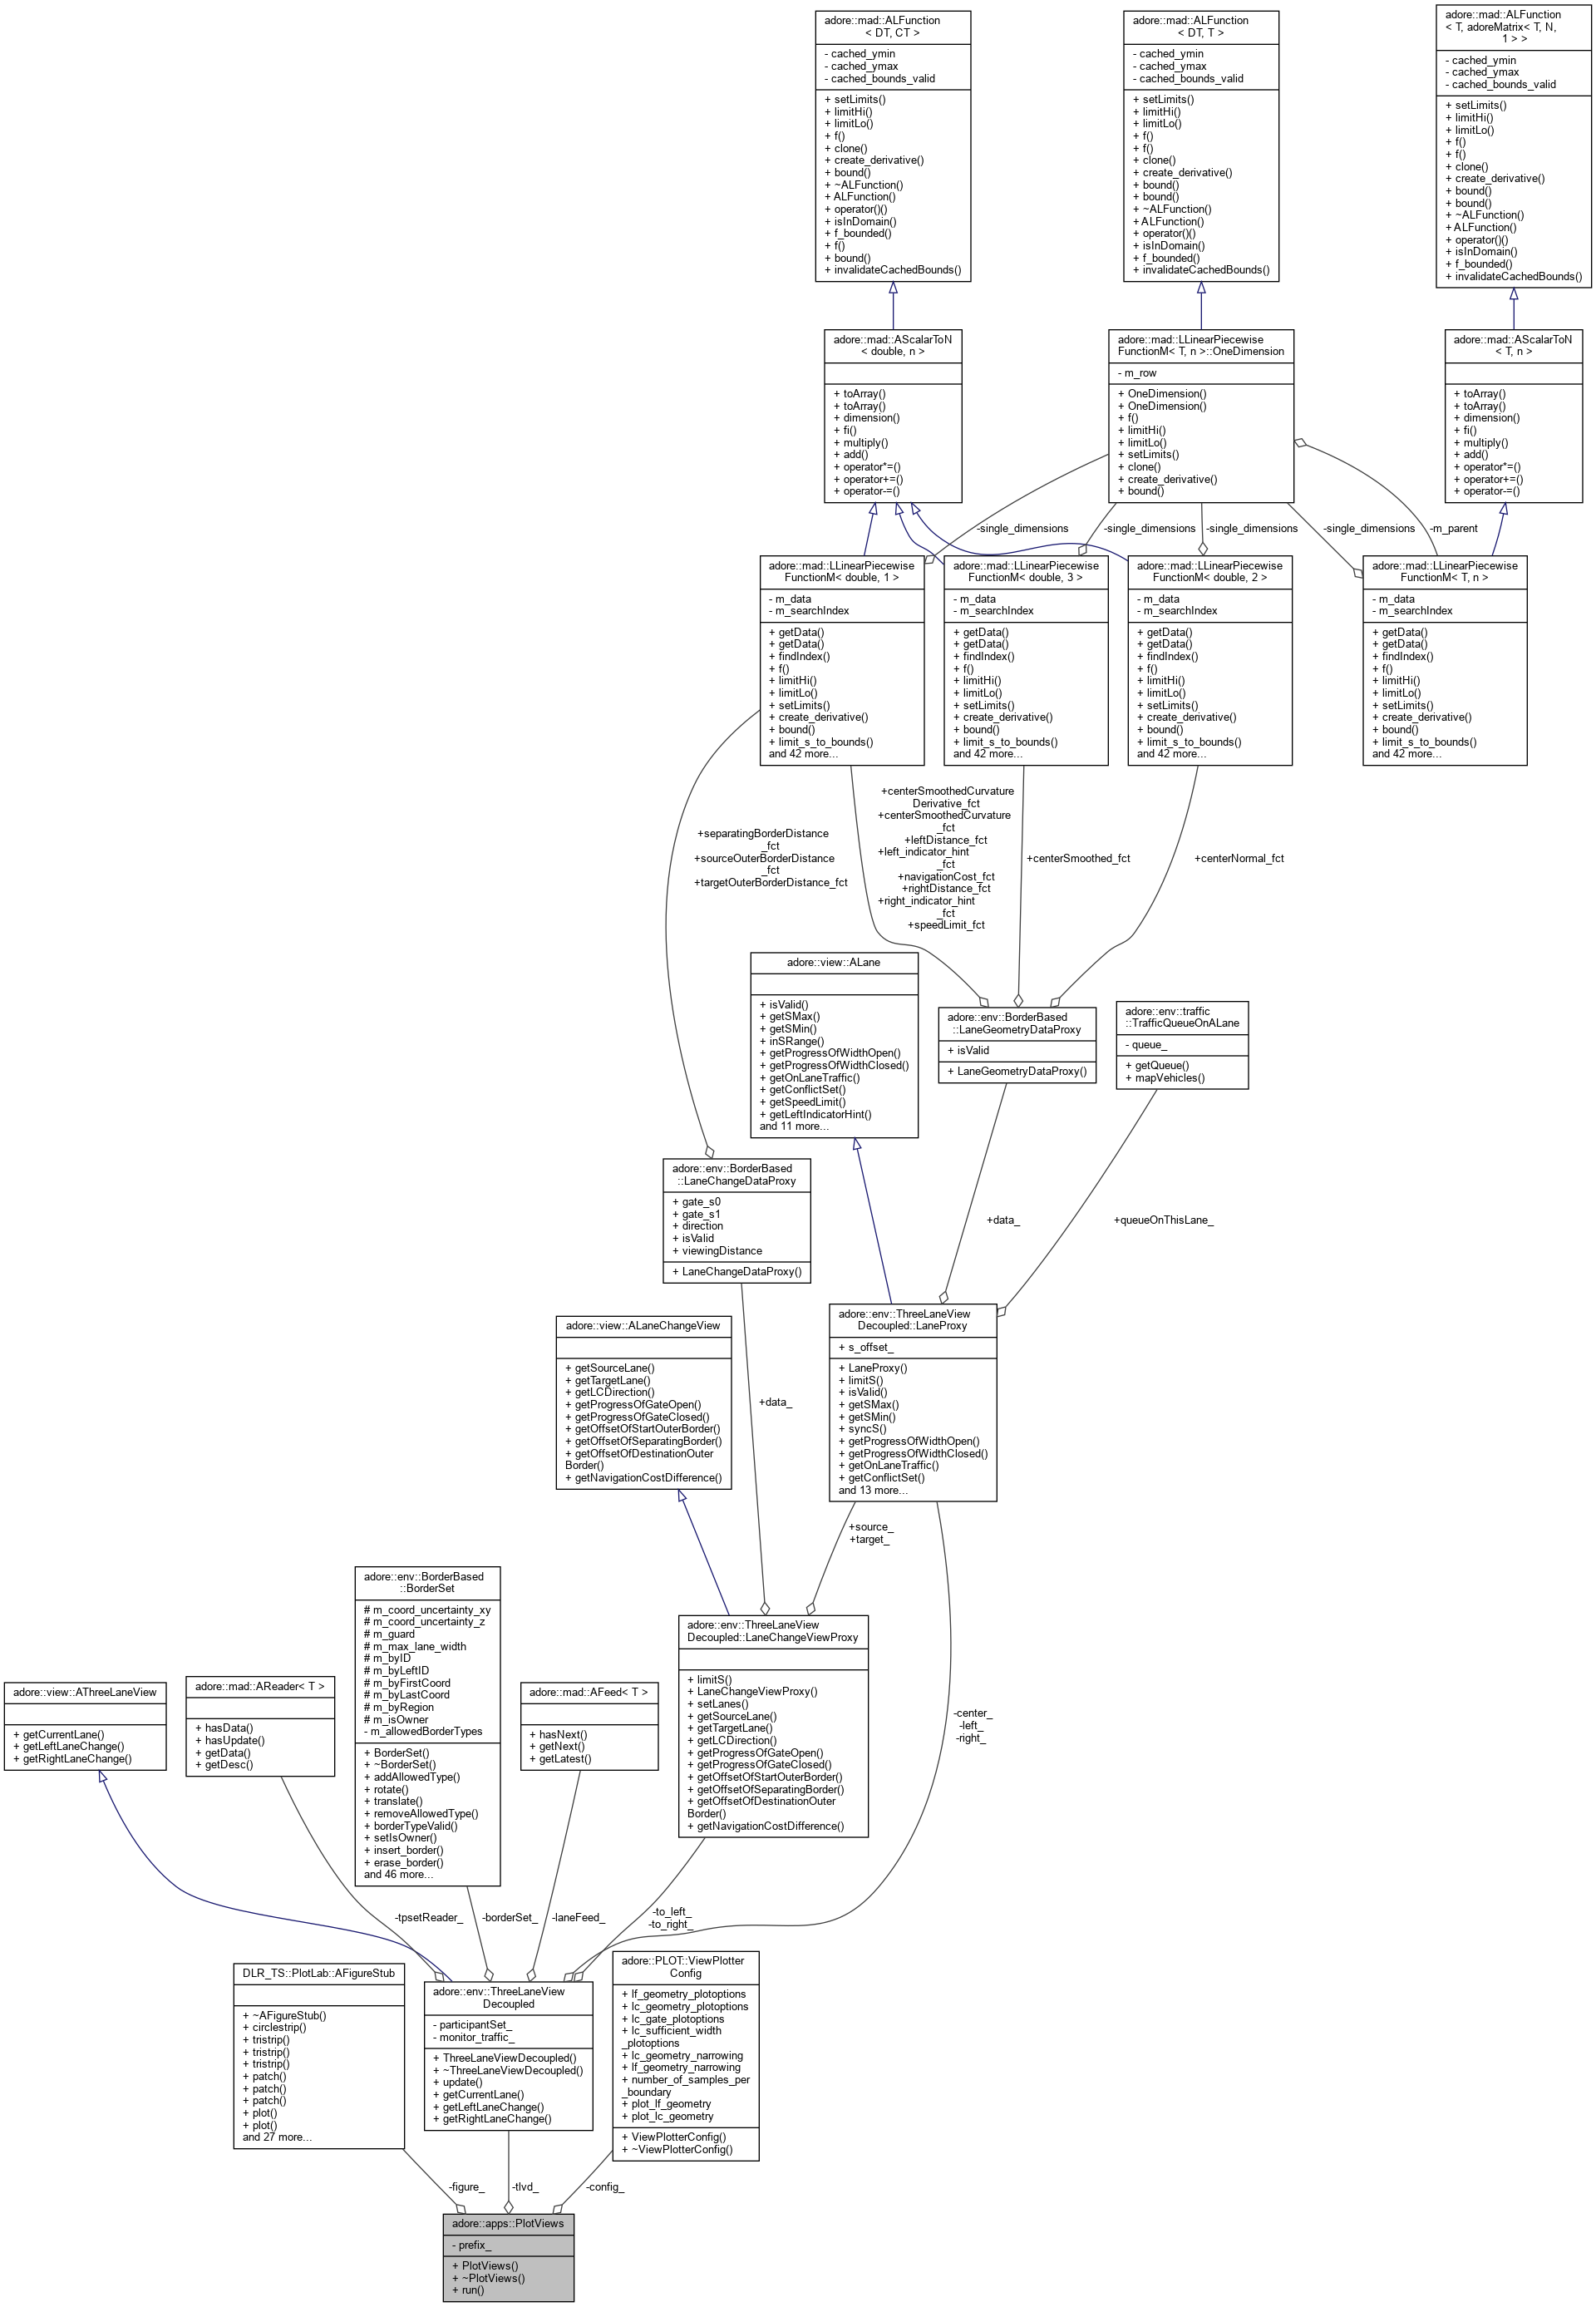 adore::mad::ALFunction
< DT, CT >
- cached_ymin
- cached_ymax
- cached_bounds_valid
+ setLimits()
+ limitHi()
+ limitLo()
+ f()
+ clone()
+ create_derivative()
+ bound()
+ ~ALFunction()
+ ALFunction()
+ operator()()
+ isInDomain()
+ f_bounded()
+ f()
+ bound()
+ invalidateCachedBounds()
adore::mad::ALFunction
< DT, T >
- cached_ymin
- cached_ymax
- cached_bounds_valid
+ setLimits()
+ limitHi()
+ limitLo()
+ f()
+ f()
+ clone()
+ create_derivative()
+ bound()
+ bound()
+ ~ALFunction()
+ ALFunction()
+ operator()()
+ isInDomain()
+ f_bounded()
+ invalidateCachedBounds()
adore::mad::ALFunction
< T, adoreMatrix< T, N,
1 > >
- cached_ymin
- cached_ymax
- cached_bounds_valid
+ setLimits()
+ limitHi()
+ limitLo()
+ f()
+ f()
+ clone()
+ create_derivative()
+ bound()
+ bound()
+ ~ALFunction()
+ ALFunction()
+ operator()()
+ isInDomain()
+ f_bounded()
+ invalidateCachedBounds()
adore::mad::AScalarToN
< double, n >
+ toArray()
+ toArray()
+ dimension()
+ fi()
+ multiply()
+ add()
+ operator*=()
+ operator+=()
+ operator-=()
adore::mad::LLinearPiecewise
FunctionM< T, n >::OneDimension
- m_row
+ OneDimension()
+ OneDimension()
+ f()
+ limitHi()
+ limitLo()
+ setLimits()
+ clone()
+ create_derivative()
+ bound()
adore::mad::AScalarToN
< T, n >
+ toArray()
+ toArray()
+ dimension()
+ fi()
+ multiply()
+ add()
+ operator*=()
+ operator+=()
+ operator-=()
-single_dimensions
-single_dimensions
-single_dimensions
-single_dimensions
-m_parent
adore::mad::LLinearPiecewise
FunctionM< double, 1 >
- m_data
- m_searchIndex
+ getData()
+ getData()
+ findIndex()
+ f()
+ limitHi()
+ limitLo()
+ setLimits()
+ create_derivative()
+ bound()
+ limit_s_to_bounds()
and 42 more...
adore::mad::LLinearPiecewise
FunctionM< double, 3 >
- m_data
- m_searchIndex
+ getData()
+ getData()
+ findIndex()
+ f()
+ limitHi()
+ limitLo()
+ setLimits()
+ create_derivative()
+ bound()
+ limit_s_to_bounds()
and 42 more...
adore::mad::LLinearPiecewise
FunctionM< double, 2 >
- m_data
- m_searchIndex
+ getData()
+ getData()
+ findIndex()
+ f()
+ limitHi()
+ limitLo()
+ setLimits()
+ create_derivative()
+ bound()
+ limit_s_to_bounds()
and 42 more...
adore::mad::LLinearPiecewise
FunctionM< T, n >
- m_data
- m_searchIndex
+ getData()
+ getData()
+ findIndex()
+ f()
+ limitHi()
+ limitLo()
+ setLimits()
+ create_derivative()
+ bound()
+ limit_s_to_bounds()
and 42 more...
+separatingBorderDistance
_fct
+sourceOuterBorderDistance
_fct
+targetOuterBorderDistance_fct
+centerSmoothedCurvature
Derivative_fct
+centerSmoothedCurvature
_fct
+leftDistance_fct
+left_indicator_hint
_fct
+navigationCost_fct
+rightDistance_fct
+right_indicator_hint
_fct
+speedLimit_fct
+centerSmoothed_fct
+centerNormal_fct
adore::view::ALane
+ isValid()
+ getSMax()
+ getSMin()
+ inSRange()
+ getProgressOfWidthOpen()
+ getProgressOfWidthClosed()
+ getOnLaneTraffic()
+ getConflictSet()
+ getSpeedLimit()
+ getLeftIndicatorHint()
and 11 more...
adore::env::BorderBased
::LaneGeometryDataProxy
+ isValid
+ LaneGeometryDataProxy()
adore::env::traffic
::TrafficQueueOnALane
- queue_
+ getQueue()
+ mapVehicles()
adore::env::BorderBased
::LaneChangeDataProxy
+ gate_s0
+ gate_s1
+ direction
+ isValid
+ viewingDistance
+ LaneChangeDataProxy()
+data_
+queueOnThisLane_
adore::view::ALaneChangeView
+ getSourceLane()
+ getTargetLane()
+ getLCDirection()
+ getProgressOfGateOpen()
+ getProgressOfGateClosed()
+ getOffsetOfStartOuterBorder()
+ getOffsetOfSeparatingBorder()
+ getOffsetOfDestinationOuter
Border()
+ getNavigationCostDifference()
+data_
adore::env::ThreeLaneView
Decoupled::LaneProxy
+ s_offset_
+ LaneProxy()
+ limitS()
+ isValid()
+ getSMax()
+ getSMin()
+ syncS()
+ getProgressOfWidthOpen()
+ getProgressOfWidthClosed()
+ getOnLaneTraffic()
+ getConflictSet()
and 13 more...
+source_
+target_
adore::view::AThreeLaneView
+ getCurrentLane()
+ getLeftLaneChange()
+ getRightLaneChange()
adore::mad::AReader< T >
+ hasData()
+ hasUpdate()
+ getData()
+ getDesc()
adore::env::BorderBased
::BorderSet
# m_coord_uncertainty_xy
# m_coord_uncertainty_z
# m_guard
# m_max_lane_width
# m_byID
# m_byLeftID
# m_byFirstCoord
# m_byLastCoord
# m_byRegion
# m_isOwner
- m_allowedBorderTypes
+ BorderSet()
+ ~BorderSet()
+ addAllowedType()
+ rotate()
+ translate()
+ removeAllowedType()
+ borderTypeValid()
+ setIsOwner()
+ insert_border()
+ erase_border()
and 46 more...
adore::mad::AFeed< T >
+ hasNext()
+ getNext()
+ getLatest()
adore::env::ThreeLaneView
Decoupled::LaneChangeViewProxy
+ limitS()
+ LaneChangeViewProxy()
+ setLanes()
+ getSourceLane()
+ getTargetLane()
+ getLCDirection()
+ getProgressOfGateOpen()
+ getProgressOfGateClosed()
+ getOffsetOfStartOuterBorder()
+ getOffsetOfSeparatingBorder()
+ getOffsetOfDestinationOuter
Border()
+ getNavigationCostDifference()
-center_
-left_
-right_
-tpsetReader_
-borderSet_
-laneFeed_
-to_left_
-to_right_
DLR_TS::PlotLab::AFigureStub
+ ~AFigureStub()
+ circlestrip()
+ tristrip()
+ tristrip()
+ tristrip()
+ patch()
+ patch()
+ patch()
+ plot()
+ plot()
and 27 more...
adore::env::ThreeLaneView
Decoupled
- participantSet_
- monitor_traffic_
+ ThreeLaneViewDecoupled()
+ ~ThreeLaneViewDecoupled()
+ update()
+ getCurrentLane()
+ getLeftLaneChange()
+ getRightLaneChange()
adore::PLOT::ViewPlotter
Config
+ lf_geometry_plotoptions
+ lc_geometry_plotoptions
+ lc_gate_plotoptions
+ lc_sufficient_width
_plotoptions
+ lc_geometry_narrowing
+ lf_geometry_narrowing
+ number_of_samples_per
_boundary
+ plot_lf_geometry
+ plot_lc_geometry
+ ViewPlotterConfig()
+ ~ViewPlotterConfig()
-figure_
-tlvd_
-config_
adore::apps::PlotViews
- prefix_
+ PlotViews()
+ ~PlotViews()
+ run()